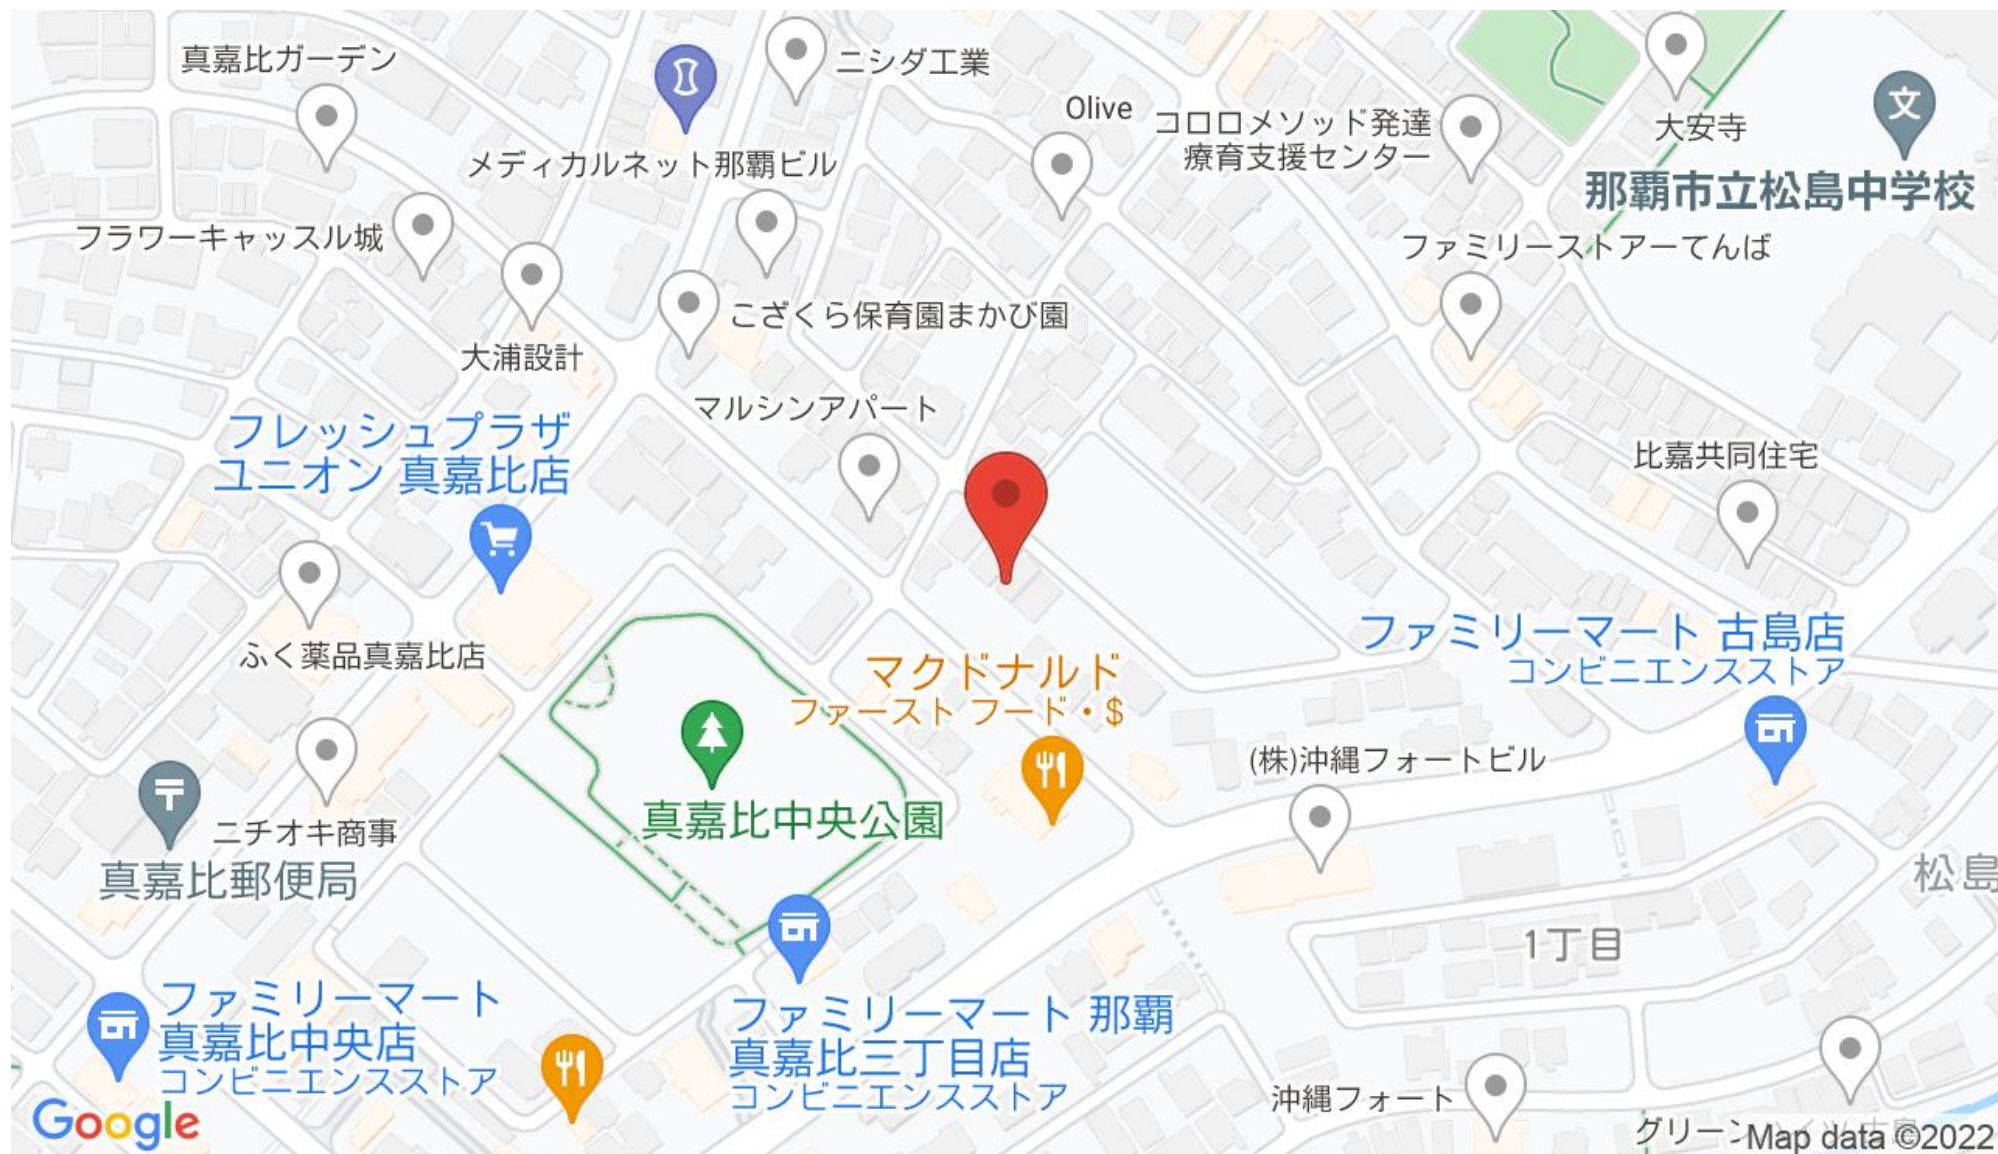 真嘉比ガーデン
ニシダ工業
メディカルネット那覇ビル
Olive
コロロメソッド発達
療育支援センター
大安寺
文
那覇市立松島中学校
フラワーキャッスル城
ファミリーストアーてんば
こざくら保育園まかび園
大浦設計
マルシンアパート
フレッシュプラザ
ユニオン 真嘉比店
比嘉共同住宅
ふく薬品真嘉比店
マクドナルド
ファースト フード・$
ファミリーマート 古島店
コンビニエンスストア
(株)沖縄フォートビル
真嘉比中央公園
ニチオキ商事
〒
真嘉比郵便局
松島
1丁目
ファミリーマート
真嘉比中央店
コンビニエンスストア
ファミリーマート 那覇
真嘉比三丁目店
コンビニエンスストア
沖縄フォート
グリーン
Google
Map data ©2022